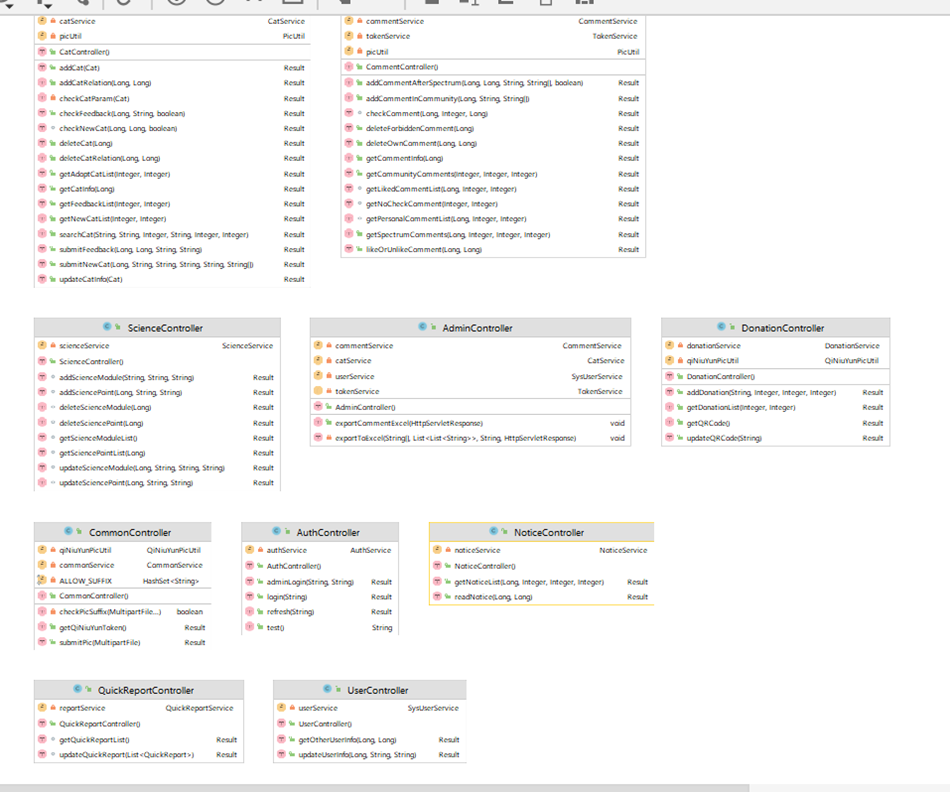 catService CatService
picUtil PicUtil
CatController()
addCat(Cat) Result
addCatRelation(Long, Long) Result
checkCatParam(Cat) Result
checkFeedback(Long, String, boolean) Result
checkNewCat(Long, Long, boolean) Result
deleteCat(Long) Result
deleteCatRelation(Long, Long) Result
getAdoptCatList(Integer, Integer) Result
getCatInfo(Long) Result
getFeedbackList(Integer, Integer) Result
getNewCatList(Integer, Integer) Result
searchCat(String, String, Integer, String, Integer, Integer) Result
submitFeedback(Long, Long, String, String) Result
submitNewCat(Long, String, String, String, String, String[]) Result
updateCatInfo(Cat) Result
commentService CommentService
tokenService TokenService
picUtil PicUtil
CommentController()
addCommentAfterSpectrum(Long, Long, String, String[], boolean) Result
addCommentInCommunity(Long, String, String[]) Result
checkComment(Long, Integer, Long) Result
deleteForbiddenComment(Long) Result
deleteOwnComment(Long, Long) Result
getCommentInfo(Long) Result
getCommunityComments(Integer, Integer) Result
getLikedCommentList(Long, Integer, Integer) Result
getNoCheckComment(Integer, Integer) Result
getPersonalCommentList(Long, Integer, Integer) Result
getSpectrumComments(Long, Integer, Integer, Integer) Result
likeOrUnlikeComment(Long, Long) Result
ScienceController
scienceService ScienceService
ScienceController()
addScienceModule(String, String, String) Result
addSciencePoint(Long, String, String) Result
deleteScienceModule(Long) Result
deleteSciencePoint(Long) Result
getScienceModuleList() Result
getSciencePointList(Long) Result
updateScienceModule(Long, String, String, String) Result
updateSciencePoint(Long, String, String) Result
AdminController
commentService CommentService
catService CatService
userService SysUserService
tokenService TokenService
AdminController()
exportCommentExcel(HttpServletResponse) void
exportToExcel(String[], List<List<String>>, String, HttpServletResponse) void
DonationController
donationService DonationService
qiNiuYunPicUtil QiNiuYunPicUtil
DonationController()
addDonation(String, Integer, Integer, Integer) Result
getDonationList(Integer, Integer) Result
getQRCode() Result
updateQRCode(String) Result
CommonController
qiNiuYunPicUtil QiNiuYunPicUtil
commonService CommonService
ALLOW_SUFFIX HashSet<String>
CommonController()
checkPicSuffix(MultipartFile...) boolean
getQiNiuYunToken() Result
submitPic(MultipartFile) Result
AuthController
authService AuthService
AuthController()
adminLogin(String, String) Result
login(String) Result
refresh(String) Result
test() String
NoticeController
noticeService NoticeService
NoticeController()
getNoticeList(Long, Integer, Integer, Integer) Result
readNotice(Long, Long) Result
QuickReportController
reportService QuickReportService
QuickReportController()
getQuickReportList() Result
updateQuickReport(List<QuickReport>) Result
UserController
userService SysUserService
UserController()
getOtherUserInfo(Long, Long) Result
updateUserInfo(Long, String, String) Result